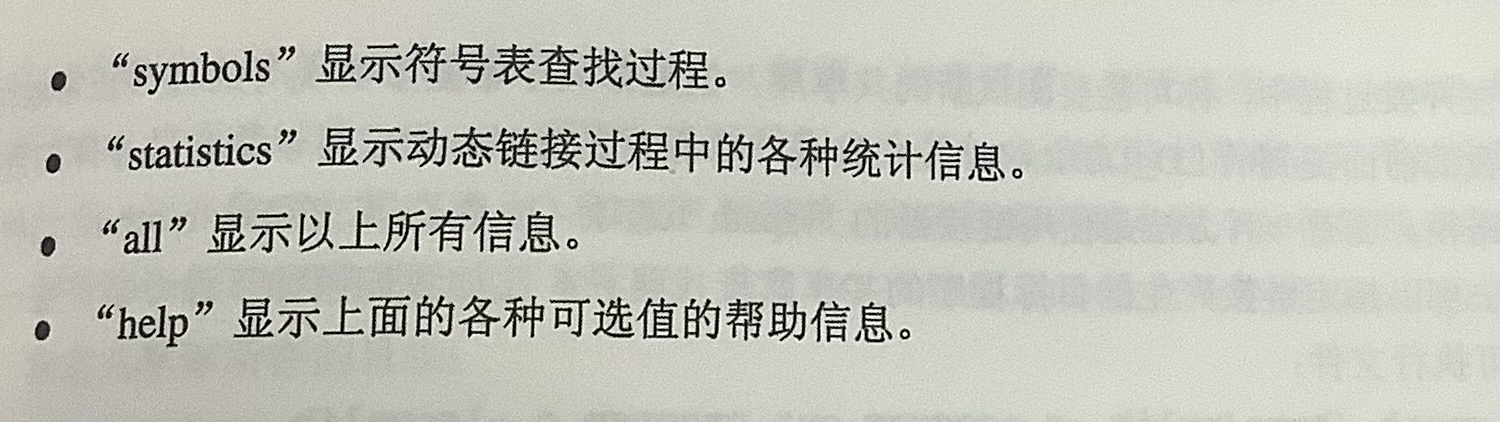 • “symbols” 显示符号表查找过程。
• “statistics” 显示动态链接过程中的各种统计信息。
• “all” 显示以上所有信息。
• “help” 显示上面的各种可选值的帮助信息。